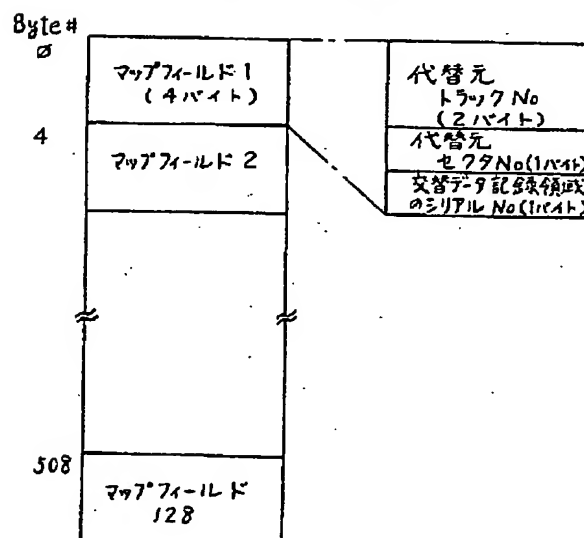 Byte#
ø
マップフィールド1
(4バイト)
4
マップフィールド2
508
マップフィールド
128
代替元
トラックNo
(2バイト)
代替元
セクタNo(1バイト)
交替データ記録領域
のシリアルNo(1バイト)